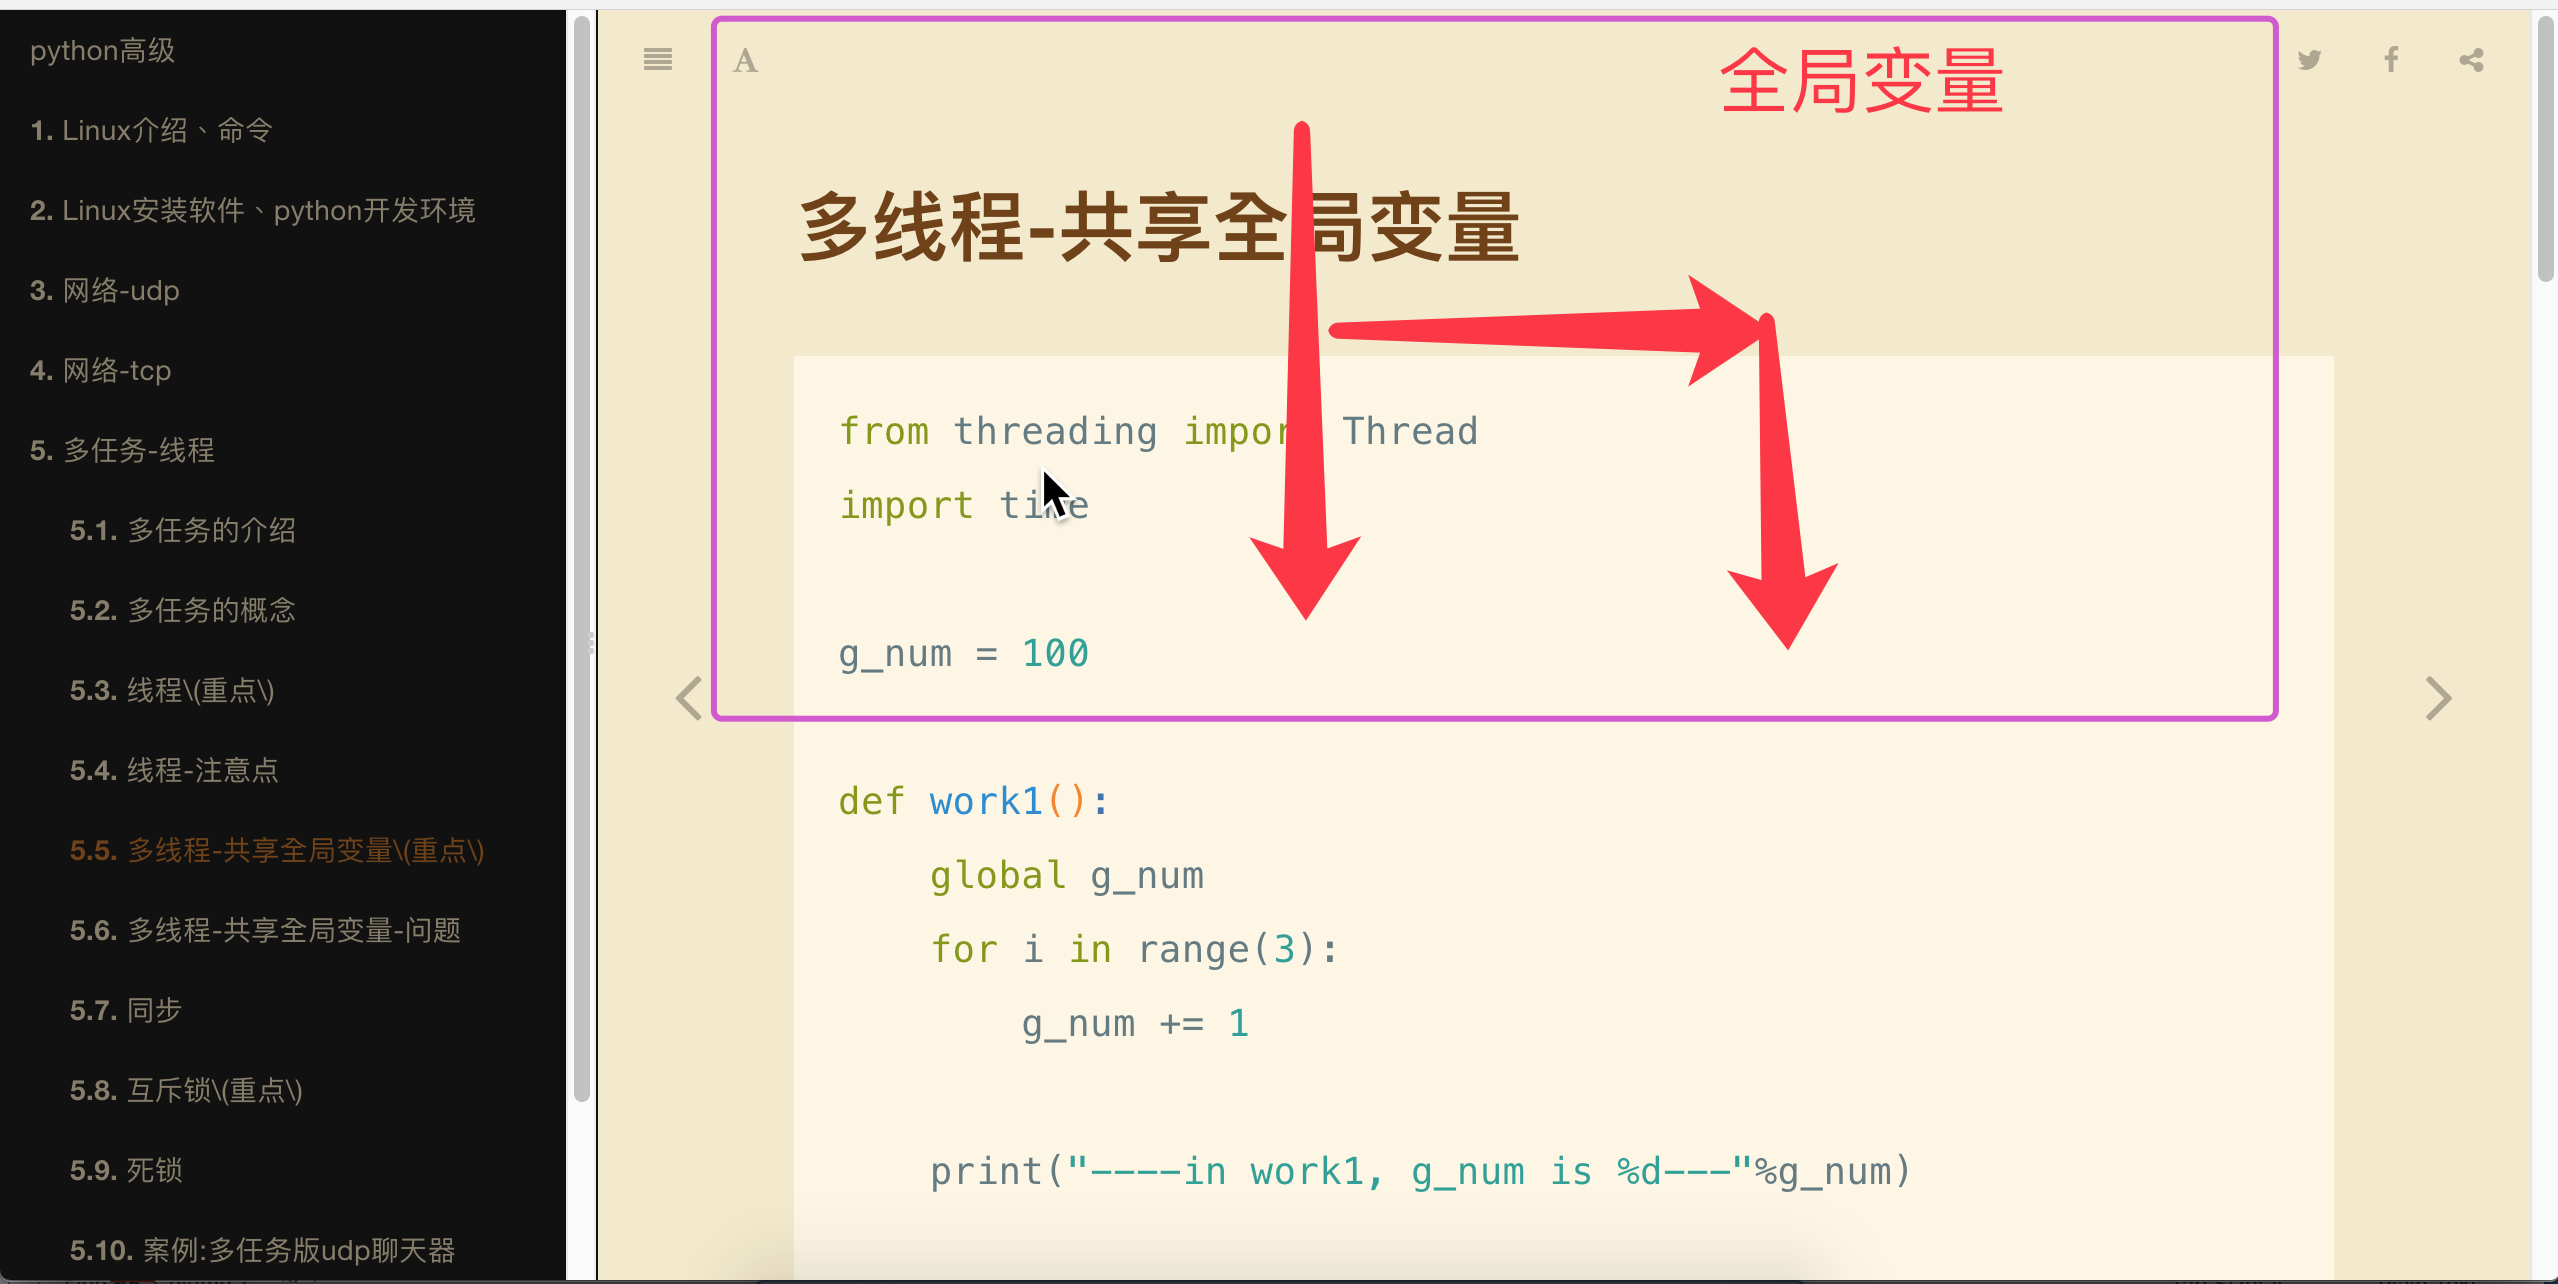 python高级
1. Linux介绍、命令
2. Linux安装软件、python开发环境
3. 网络-udp
4. 网络-tcp
5. 多任务-线程
5.1. 多任务的介绍
5.2. 多任务的概念
5.3. 线程\(重点\)
5.4. 线程-注意点
5.5. 多线程-共享全局变量\(重点\)
5.6. 多线程-共享全局变量-问题
5.7. 同步
5.8. 互斥锁\(重点\)
5.9. 死锁
5.10. 案例:多任务版udp聊天器
A
全局变量
多线程-共享全局变量
from threading import Thread
import time
g_num = 100
def work1():
global g_num
for i in range(3):
g_num += 1
print("----in work1, g_num is %d---"%g_num)